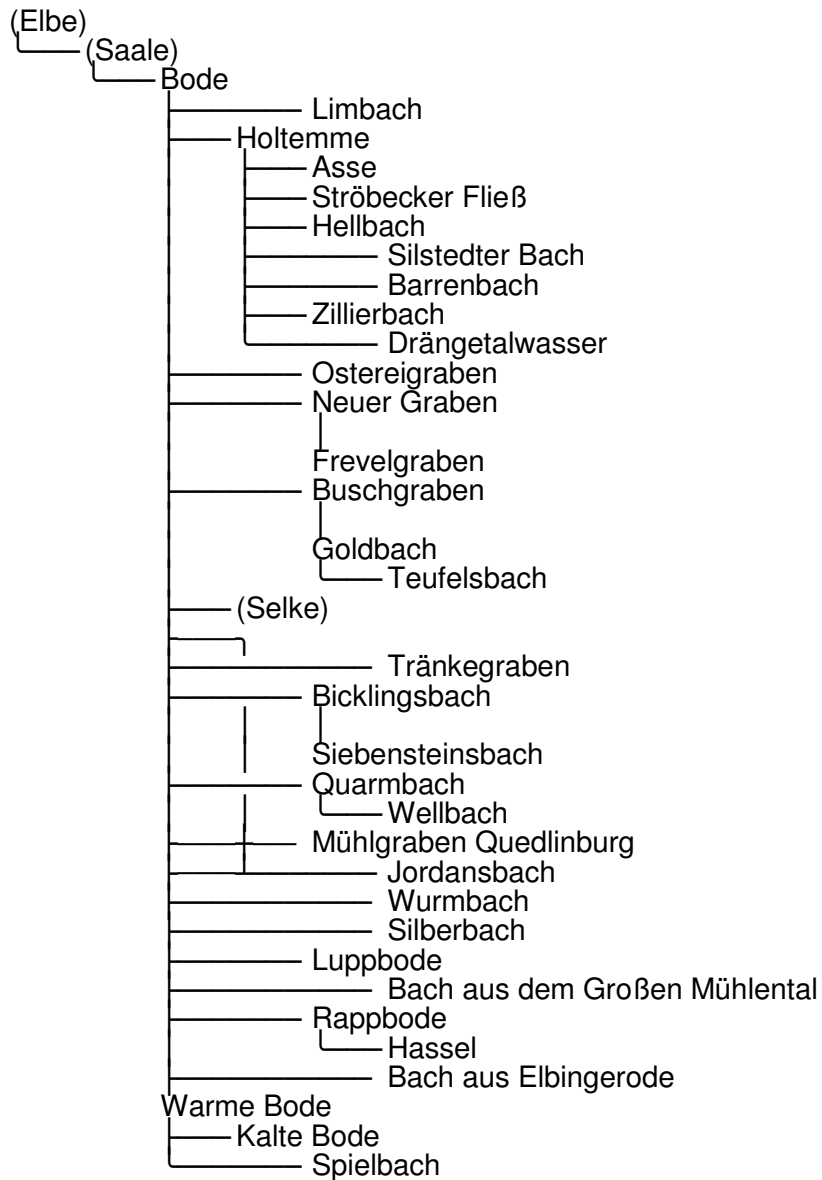 (Elbe)
(Saale)
Bode
Limbach
Holtemme
Asse
Ströbecker Fließ
Hellbach
Silstedter Bach
Barrenbach
Zillierbach
Drängetalwasser
Ostereigraben
Neuer Graben
Frevelgraben
Buschgraben
Goldbach
Teufelsbach
(Selke)
Tränkegraben
Bicklingsbach
Siebensteinsbach
Quarmbach
Wellbach
Mühlgraben Quedlinburg
Jordansbach
Wurmbach
Silberbach
Luppbode
Bach aus dem Großen Mühlental
Rappbode
Hassel
Bach aus Elbingerode
Warme Bode
Kalte Bode
Spielbach